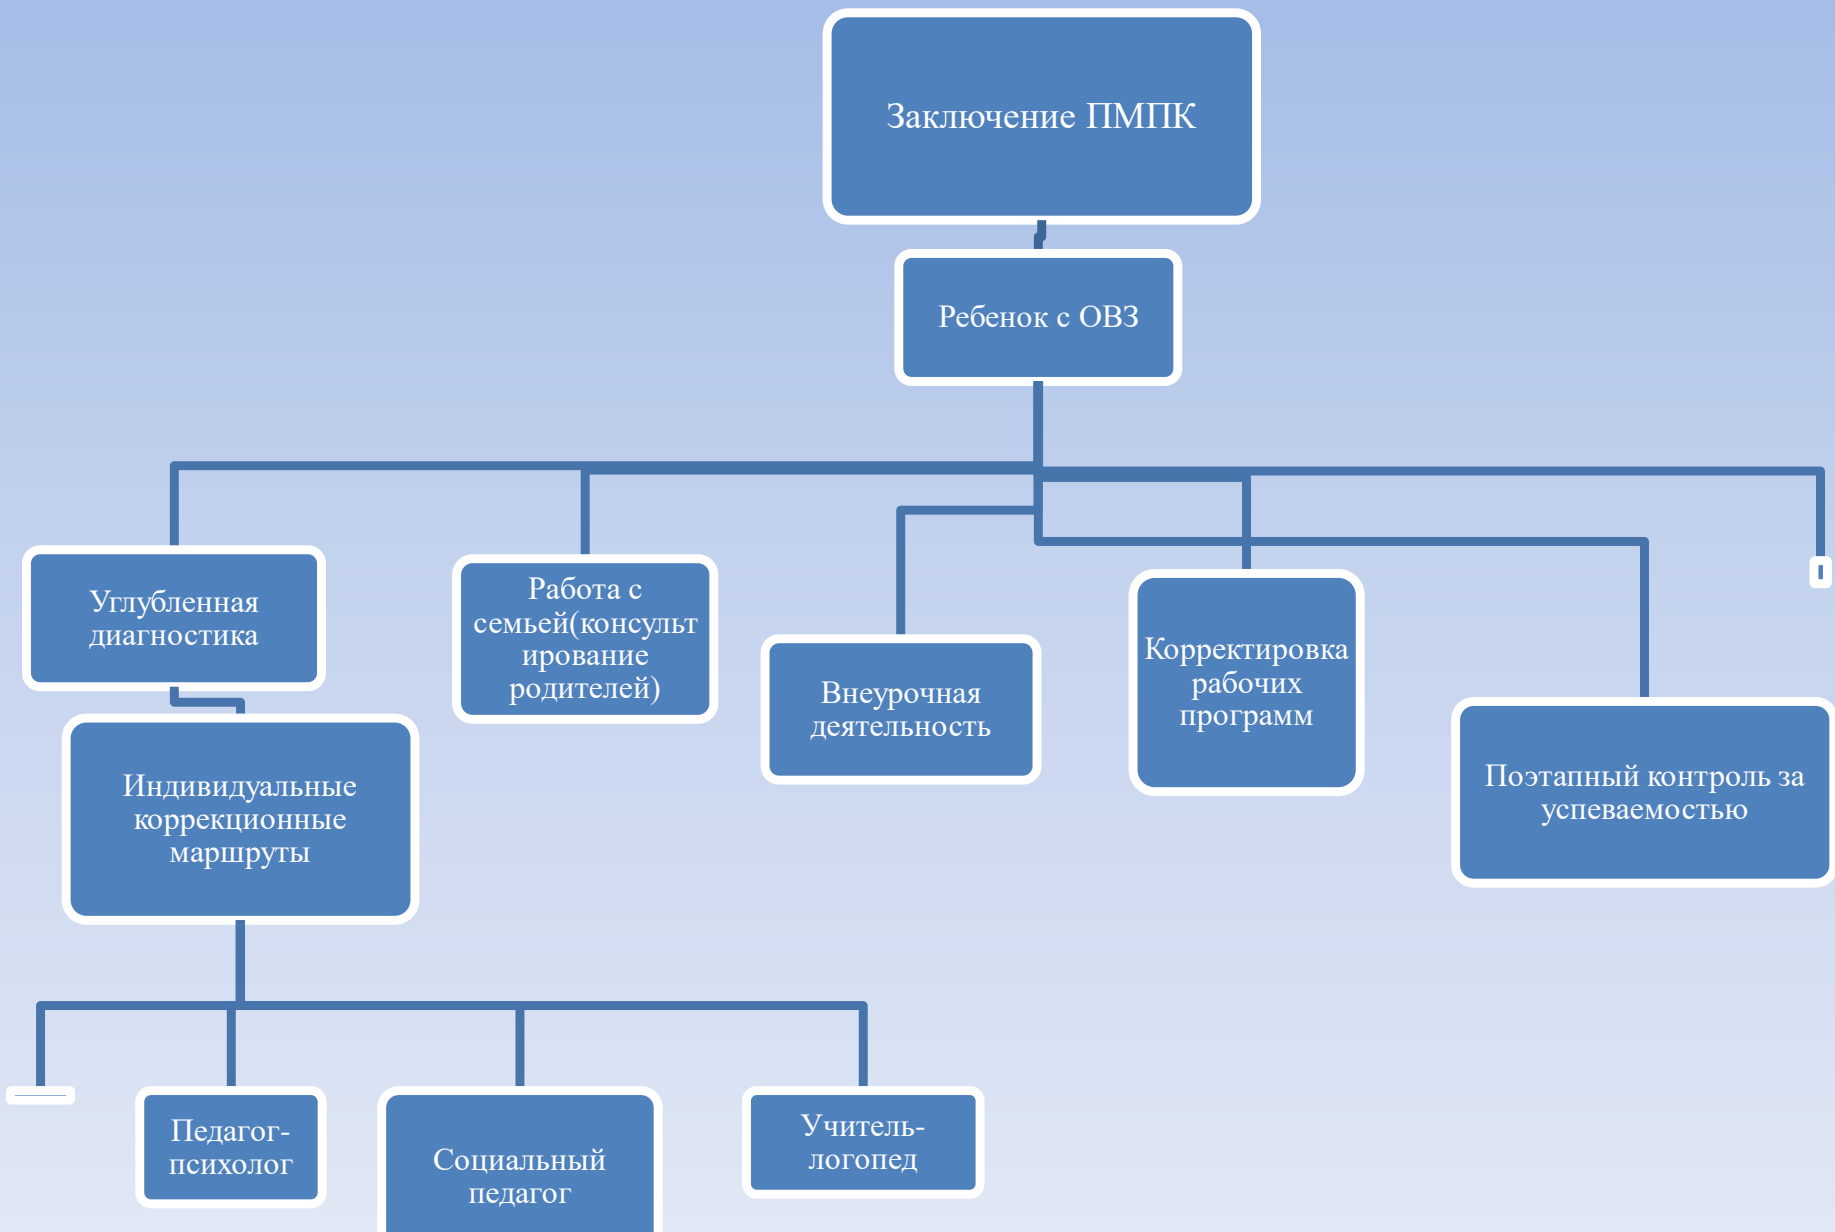 Заключение ПМПК
Ребенок с ОВЗ
Углубленная
диагностика
Работа с
семьей(консульт
ирование
родителей)
Внеурочная
деятельность
Корректировка
рабочих
программ
Поэтапный контроль за
успеваемостью
Индивидуальные
коррекционные
маршруты
Педагог-
психолог
Социальный
педагог
Учитель-
логопед